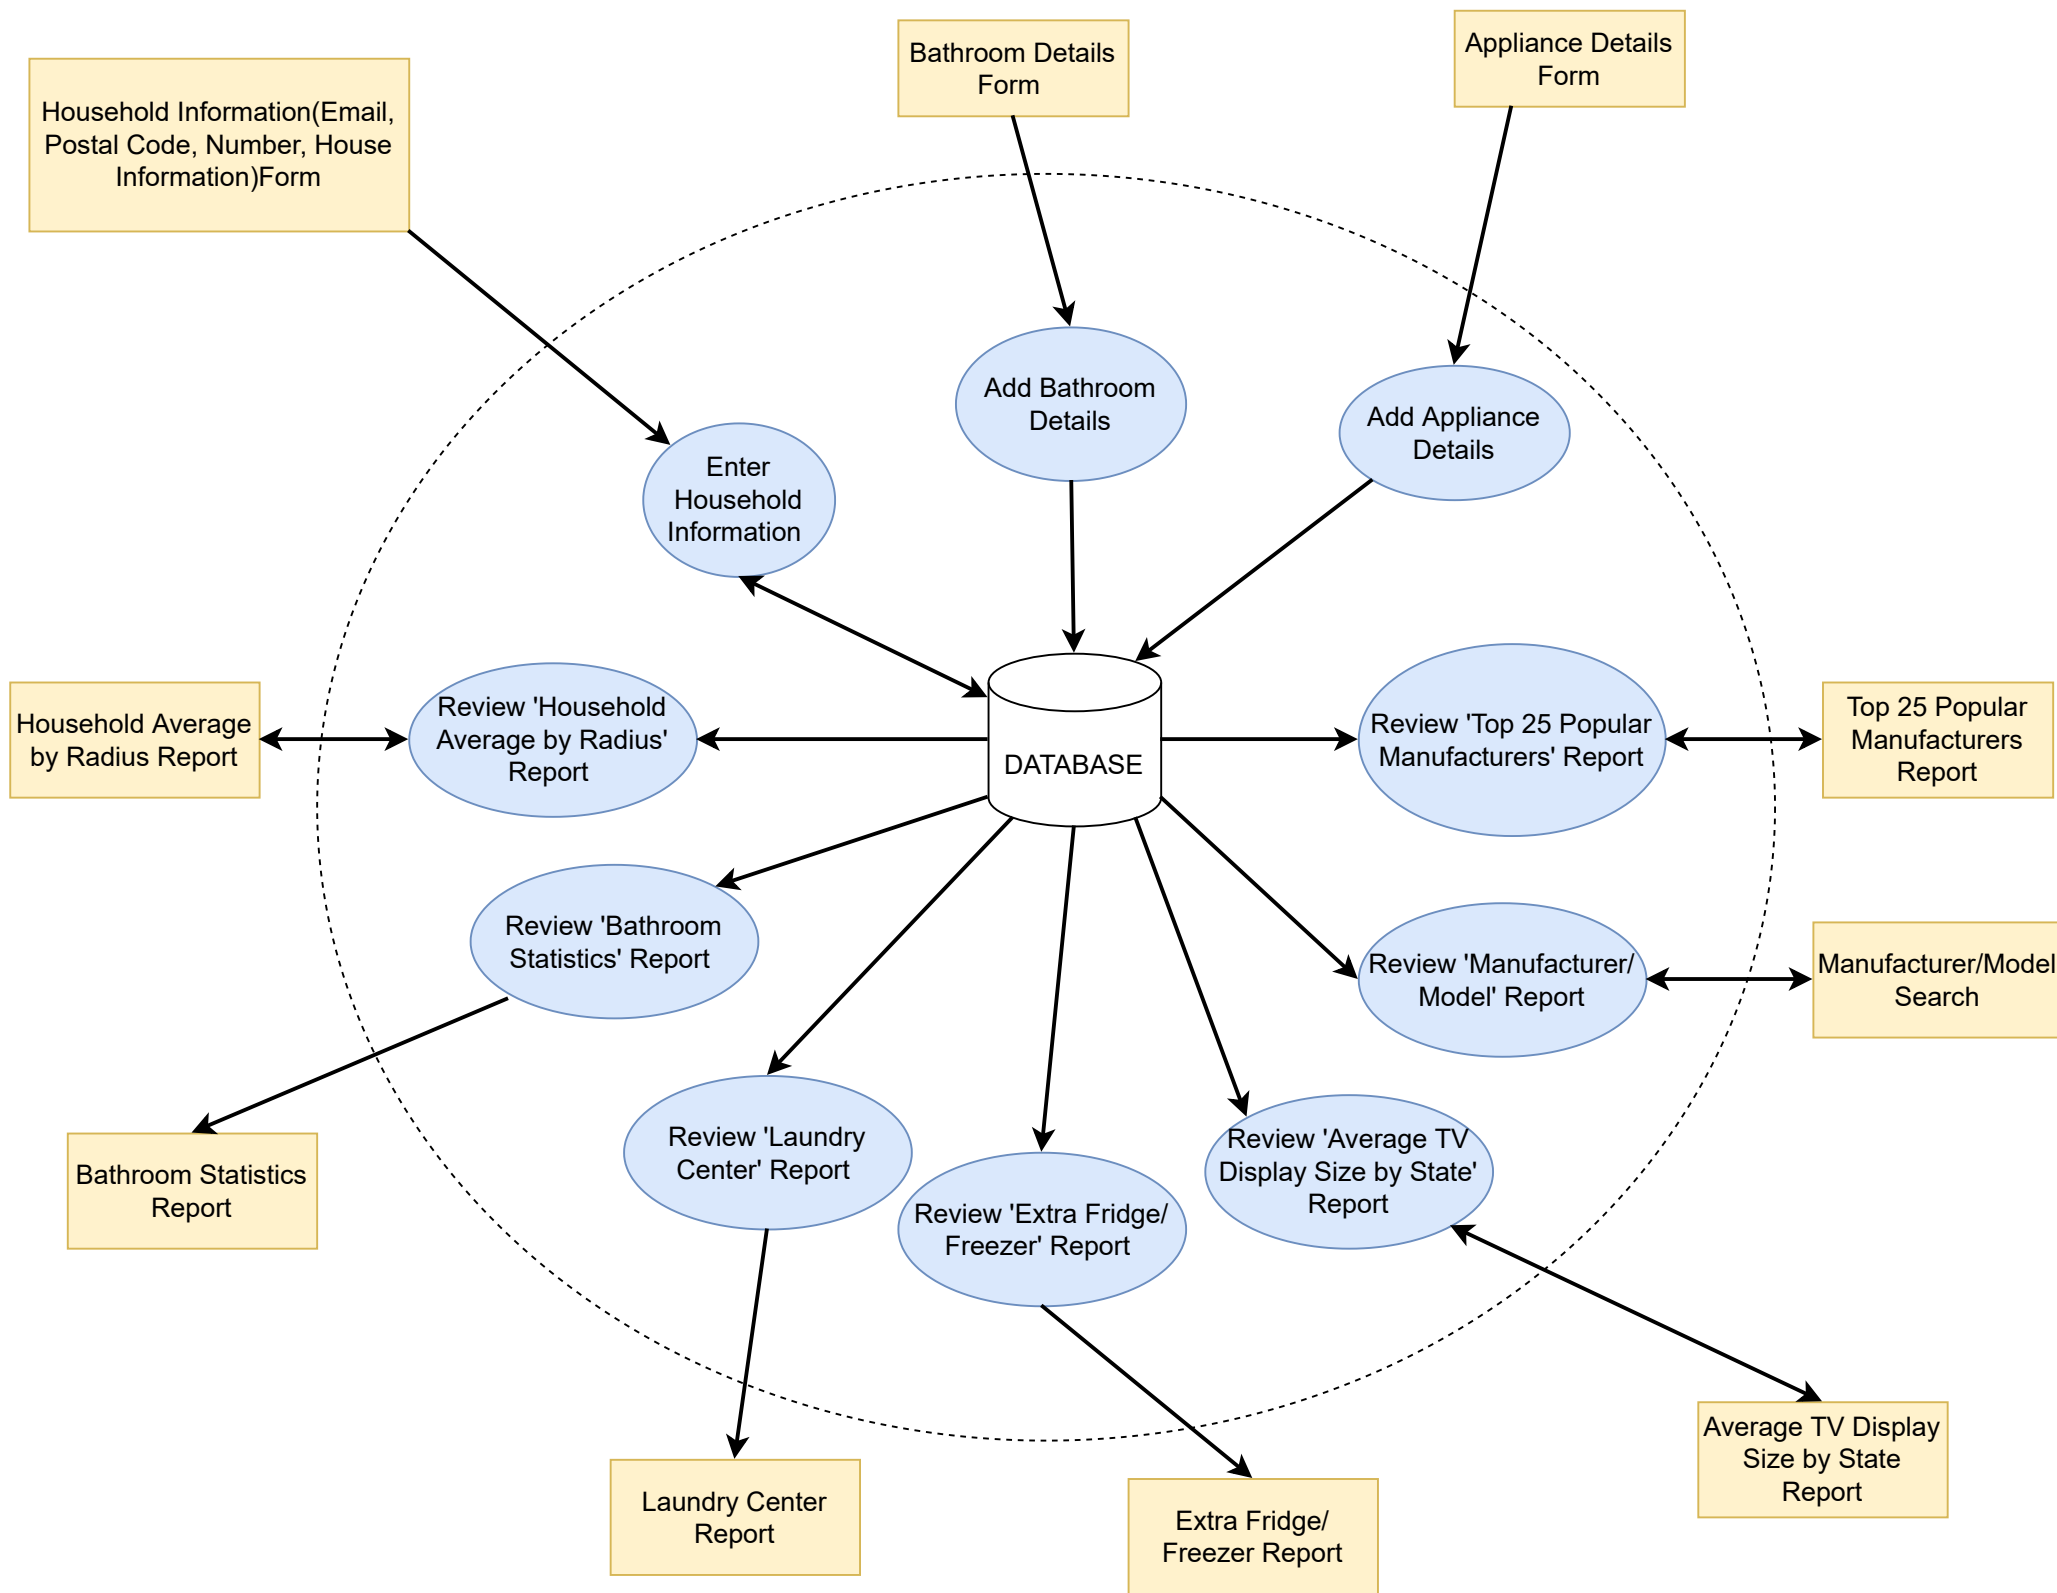 Household Information(Email,
Postal Code, Number, House
Information)Form
Bathroom Details
Form
Appliance Details
Form
Add Bathroom
Details
Add Appliance
Details
Enter
Household
Information
Household Average
by Radius Report
Review 'Household
Average by Radius'
Report
DATABASE
Review 'Top 25 Popular
Manufacturers' Report
Top 25 Popular
Manufacturers
Report
Review 'Bathroom
Statistics' Report
Review 'Manufacturer/
Model' Report
Manufacturer/Model
Search
Bathroom Statistics
Report
Review 'Laundry
Center' Report
Review 'Extra Fridge/
Freezer' Report
Review 'Average TV
Display Size by State'
Report
Laundry Center
Report
Extra Fridge/
Freezer Report
Average TV Display
Size by State
Report